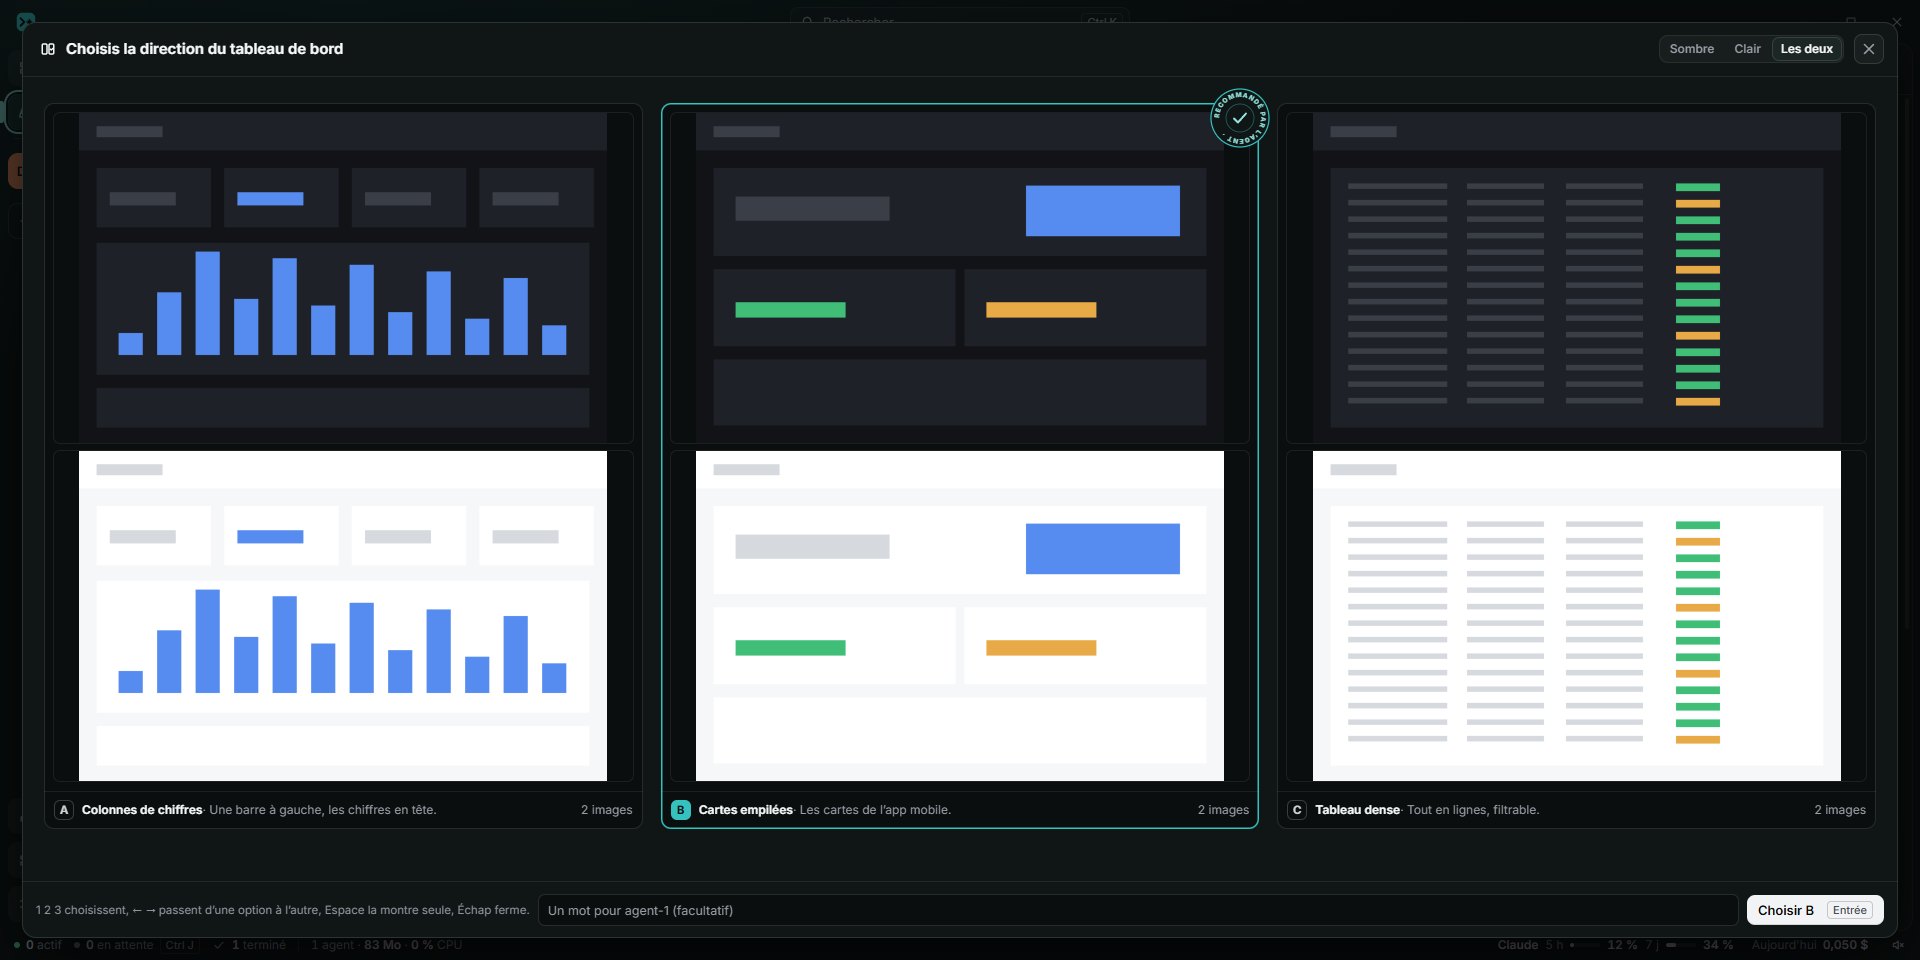 Rechercher
Ctrl K
Choisis la direction du tableau de bord
Sombre
Clair
Les deux
RECOMMANDÉ PAR L'AGENT ·
A Colonnes de chiffres · Une barre à gauche, les chiffres en tête. 2 images
B Cartes empilées · Les cartes de l’app mobile. 2 images
C Tableau dense · Tout en lignes, filtrable. 2 images
1 2 3 choisissent, ← → passent d’une option à l’autre, Espace la montre seule, Échap ferme.
Un mot pour agent-1 (facultatif)
Choisir B Entrée
0 actif 0 en attente Ctrl J 1 terminé 1 agent · 83 Mo · 0 % CPU
Claude 5 h 12 % 7 j 34 % Aujourd'hui 0,050 $